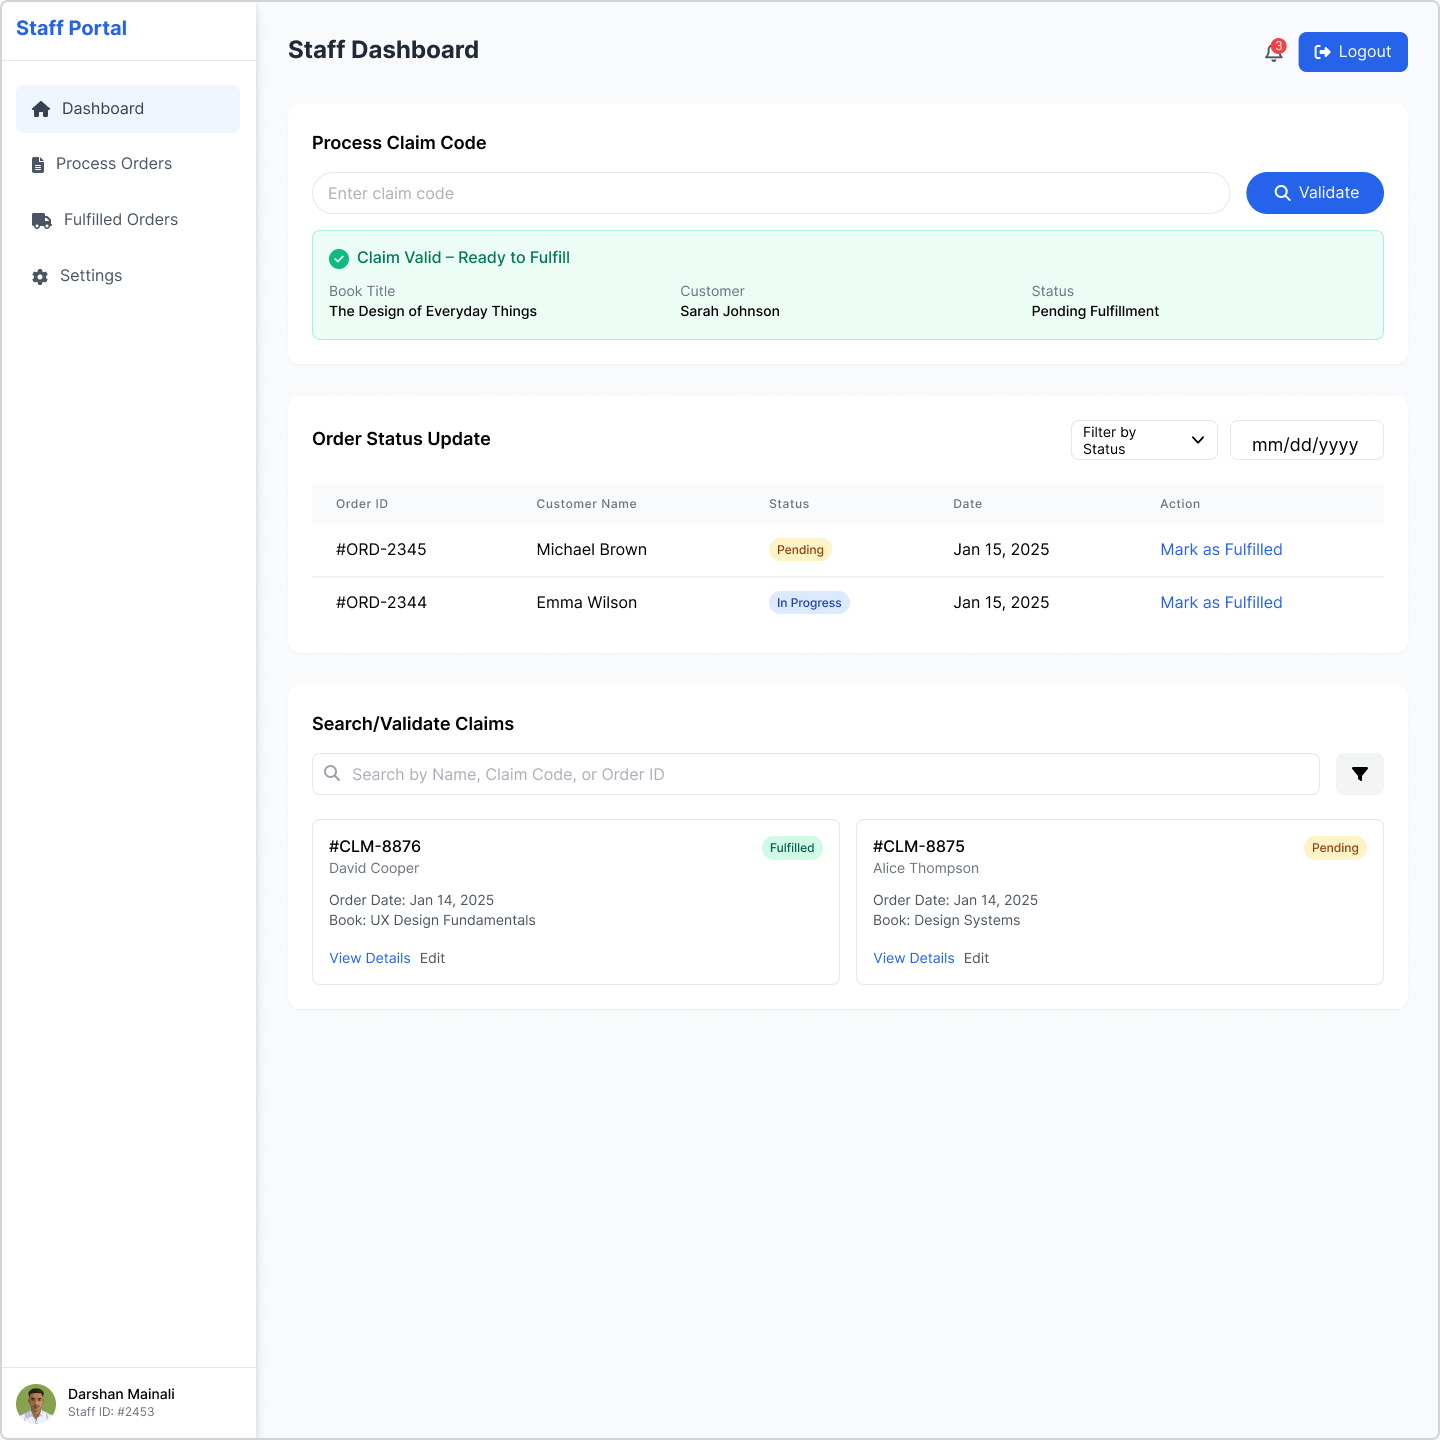 Staff Portal
Dashboard
Process Orders
Fulfilled Orders
Settings
Darshan Mainali
Staff ID: #2453
Staff Dashboard
3
Logout
Process Claim Code
Enter claim code
Validate
Claim Valid – Ready to Fulfill
Book Title Customer Status
The Design of Everyday Things Sarah Johnson Pending Fulfillment
Order Status Update
Filter by
Status
mm/dd/yyyy
Order ID Customer Name Status Date Action
#ORD-2345 Michael Brown Pending Jan 15, 2025 Mark as Fulfilled
#ORD-2344 Emma Wilson In Progress Jan 15, 2025 Mark as Fulfilled
Search/Validate Claims
Search by Name, Claim Code, or Order ID
#CLM-8876 Fulfilled
David Cooper
Order Date: Jan 14, 2025
Book: UX Design Fundamentals
View Details Edit
#CLM-8875 Pending
Alice Thompson
Order Date: Jan 14, 2025
Book: Design Systems
View Details Edit